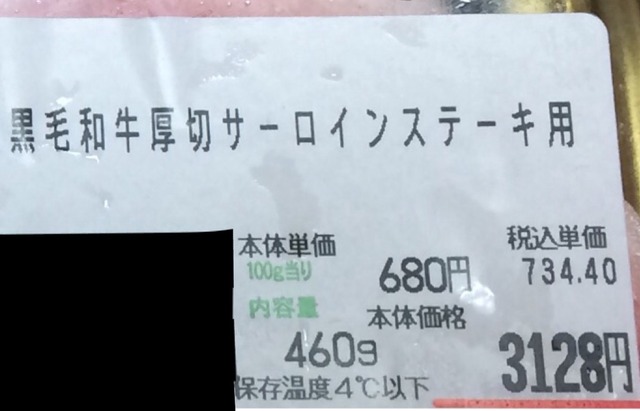 黒毛和牛厚切サーロインステーキ用
本体単価 税込単価
100g当り 680円 734.40
内容量 本体価格
460g 3128円
保存温度4℃以下